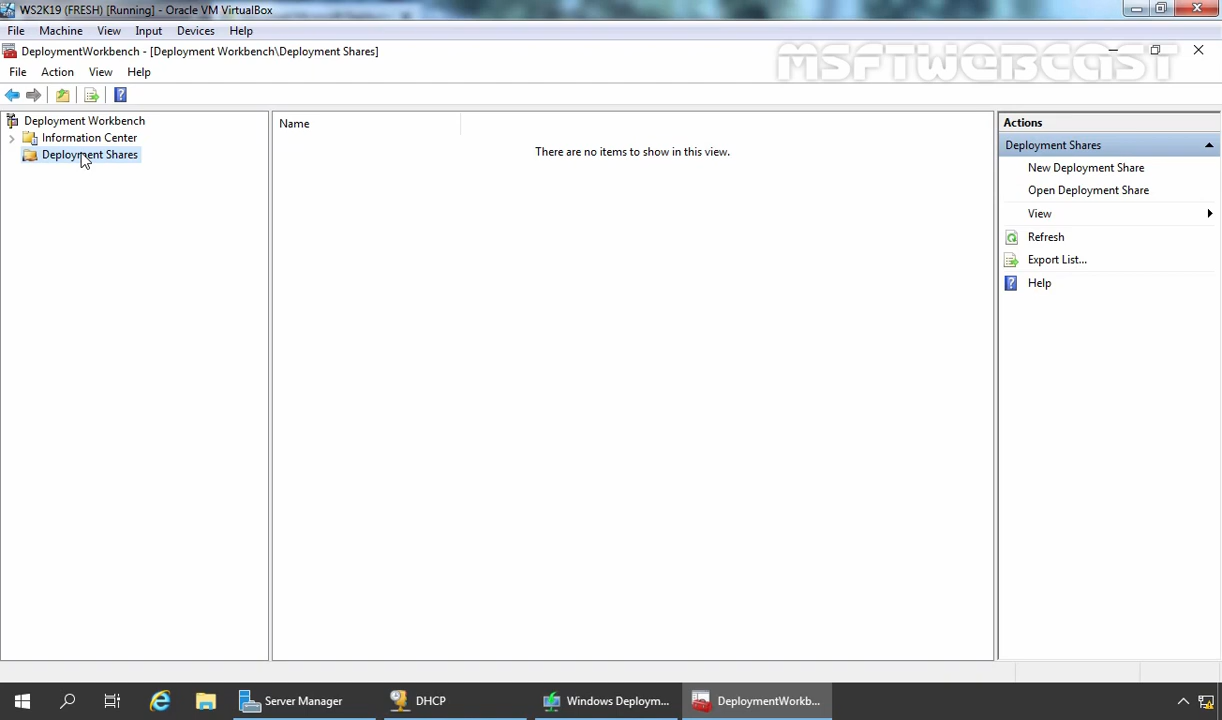 WS2K19 (FRESH) [Running] - Oracle VM VirtualBox
File Machine View Input Devices Help
DeploymentWorkbench - [Deployment Workbench\Deployment Shares]
MSFTWEBCAST
File Action View Help
Deployment Workbench
Information Center
Deployment Shares
Name
There are no items to show in this view.
Actions
Deployment Shares
New Deployment Share
Open Deployment Share
View
Refresh
Export List...
Help
Server Manager
DHCP
Windows Deploym...
DeploymentWorkb...